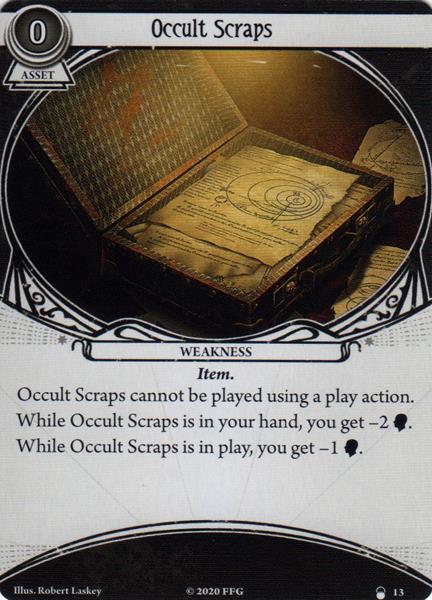 0
Occult Scraps
ASSET
WEAKNESS
Item.
Occult Scraps cannot be played using a play action.
While Occult Scraps is in your hand, you get –2 .
While Occult Scraps is in play, you get –1 .
Illus. Robert Laskey
© 2020 FFG
13